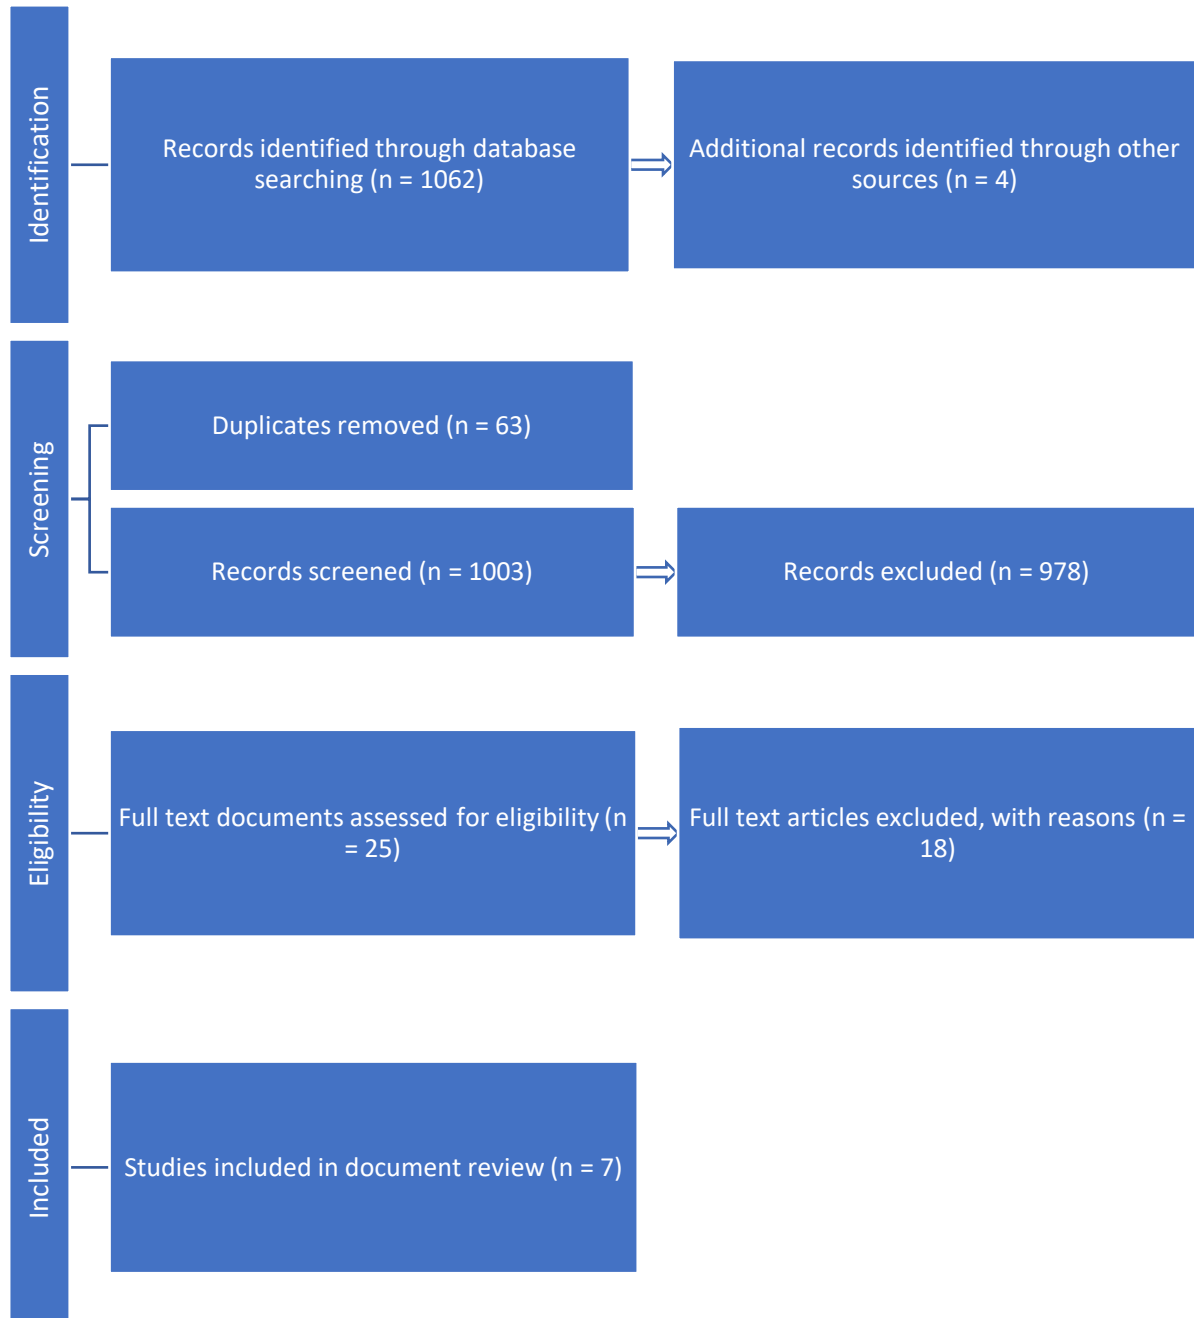 Identification
Records identified through database
searching (n = 1062)
Additional records identified through other
sources (n = 4)
Screening
Duplicates removed (n = 63)
Records screened (n = 1003)
Records excluded (n = 978)
Eligibility
Full text documents assessed for eligibility (n
= 25)
Full text articles excluded, with reasons (n =
18)
Included
Studies included in document review (n = 7)